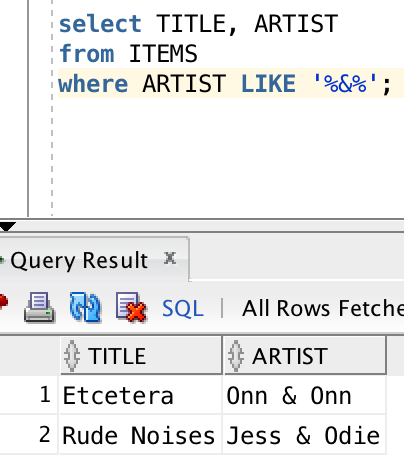 select TITLE, ARTIST
from ITEMS
where ARTIST LIKE '%&%';
Query Result x
SQL | All Rows Fetche
TITLE ARTIST
1 Etcetera Onn & Onn
2 Rude Noises Jess & Odie